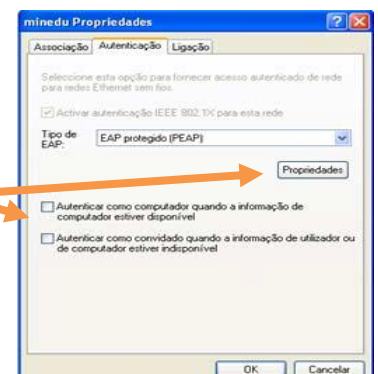 minedu Propriedades
Associação Autenticação Ligação
Seleccione esta opção para fornecer acesso autenticado de rede
para redes Ethernet sem fios.
Activar autenticação IEEE 802.1X para esta rede
Tipo de EAP: EAP protegido (PEAP)
Propriedades
Autenticar como computador quando a informação de
computador estiver disponível
Autenticar como convidado quando a informação de utilizador ou
de computador estiver indisponível
OK Cancelar